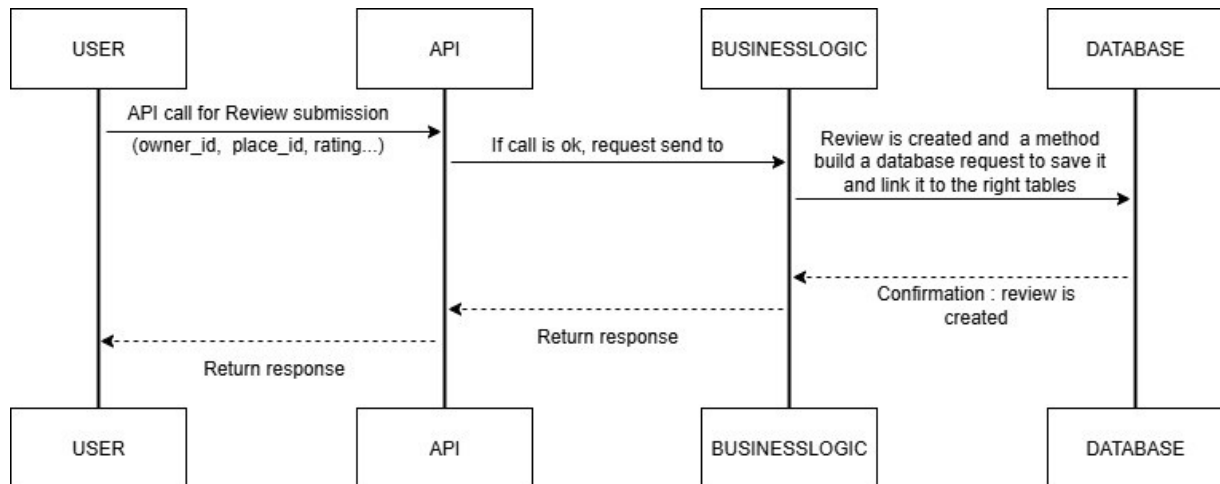 USER
API
BUSINESSLOGIC
DATABASE
API call for Review submission
(owner_id, place_id, rating...)
If call is ok, request send to
Review is created and a method
build a database request to save it
and link it to the right tables
Confirmation : review is
created
Return response
Return response
USER
API
BUSINESSLOGIC
DATABASE